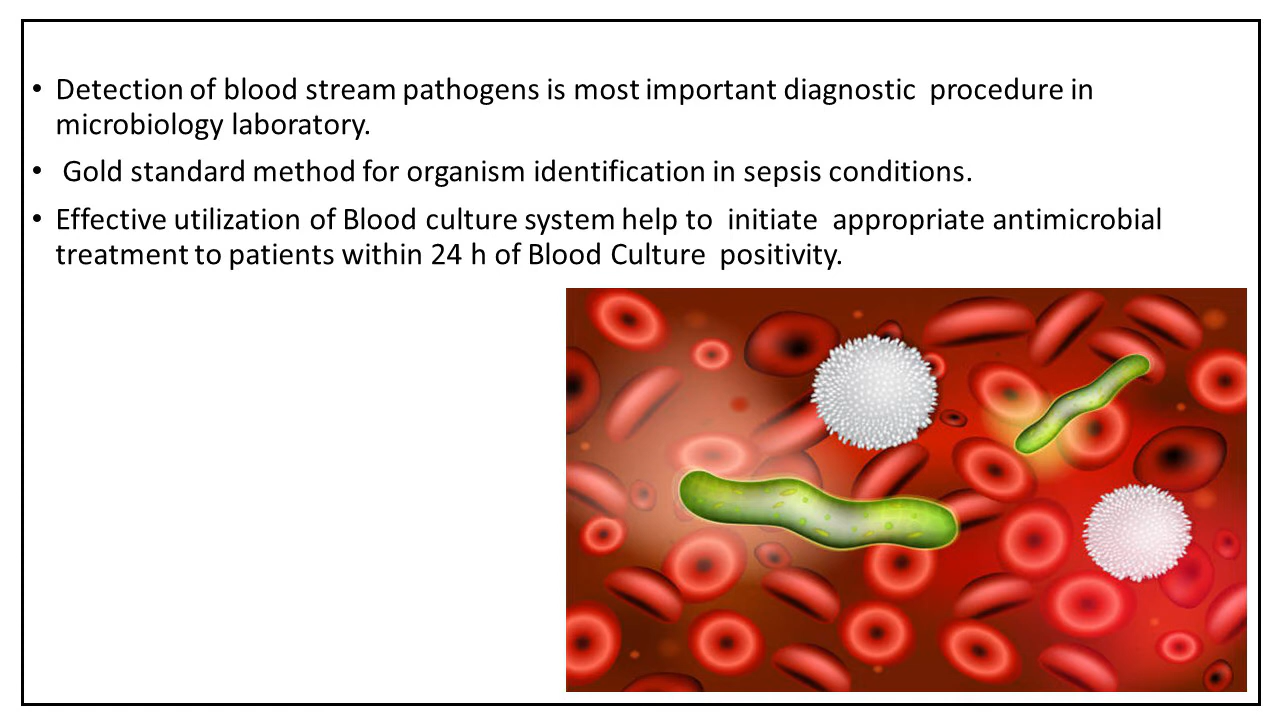 • Detection of blood stream pathogens is most important diagnostic  procedure in
microbiology laboratory.
•  Gold standard method for organism identification in sepsis conditions.
• Effective utilization of Blood culture system help to  initiate  appropriate antimicrobial
treatment to patients within 24 h of Blood Culture  positivity.